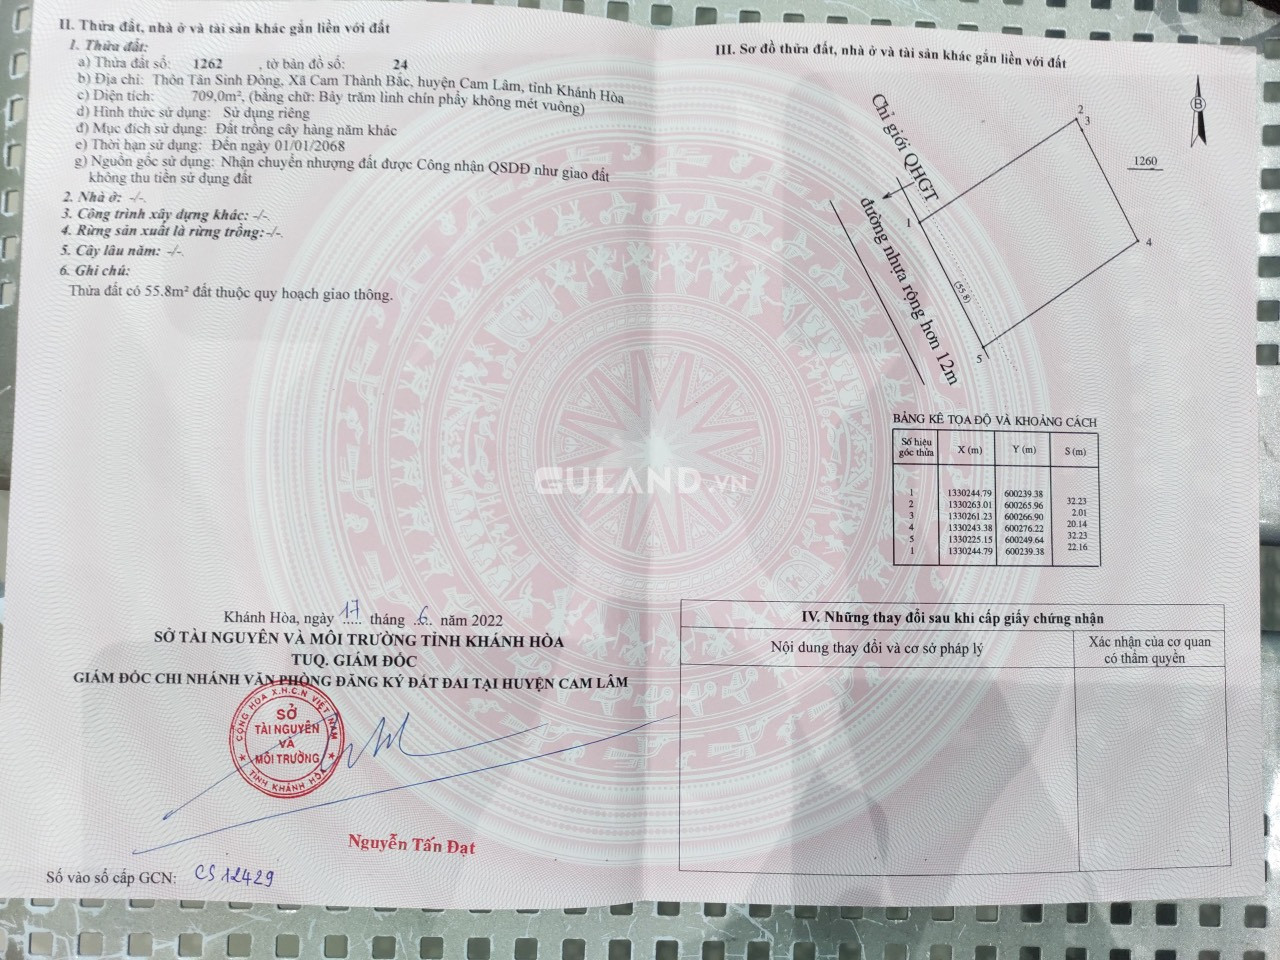 II. Thửa đất, nhà ở và tài sản khác gắn liền với đất
1. Thửa đất:
a) Thửa đất số: 1262 , tờ bản đồ số: 24
b) Địa chỉ: Thôn Tân Sinh Đông, Xã Cam Thành Bắc, huyện Cam Lâm, tỉnh Khánh Hòa
c) Diện tích: 709,0m², (bằng chữ: Bảy trăm linh chín phẩy không mét vuông)
d) Hình thức sử dụng: Sử dụng riêng
đ) Mục đích sử dụng: Đất trồng cây hàng năm khác
e) Thời hạn sử dụng: Đến ngày 01/01/2068
g) Nguồn gốc sử dụng: Nhận chuyển nhượng đất được Công nhận QSDĐ như giao đất
không thu tiền sử dụng đất
2. Nhà ở: -/-.
3. Công trình xây dựng khác: -/-.
4. Rừng sản xuất là rừng trồng:-/-.
5. Cây lâu năm: -/-.
6. Ghi chú:
Thửa đất có 55.8m² đất thuộc quy hoạch giao thông.
Khánh Hòa, ngày 17 tháng 6 năm 2022
SỞ TÀI NGUYÊN VÀ MÔI TRƯỜNG TỈNH KHÁNH HÒA
TUQ. GIÁM ĐỐC
GIÁM ĐỐC CHI NHÁNH VĂN PHÒNG ĐĂNG KÝ ĐẤT ĐAI TẠI HUYỆN CAM LÂM
CỘNG HÒA X.H.C.N VIỆT NAM
SỞ
TÀI NGUYÊN
VÀ
MÔI TRƯỜNG
TỈNH KHÁNH HÒA
Nguyễn Tấn Đạt
Số vào sổ cấp GCN: CS 12429
III. Sơ đồ thửa đất, nhà ở và tài sản khác gắn liền với đất
B
Chỉ giới QHGT
đường nhựa rộng hơn 12m
1
2
3
4
5
(55.8)
1260
BẢNG KÊ TỌA ĐỘ VÀ KHOẢNG CÁCH
Số hiệu góc thửa X (m) Y (m) S (m)
1 1330244.79 600239.38
32.23
2 1330263.01 600265.96
2.01
3 1330261.23 600266.90
20.14
4 1330243.38 600276.22
32.23
5 1330225.15 600249.64
22.16
1 1330244.79 600239.38
GULAND.VN
IV. Những thay đổi sau khi cấp giấy chứng nhận
Nội dung thay đổi và cơ sở pháp lý
Xác nhận của cơ quan
có thẩm quyền